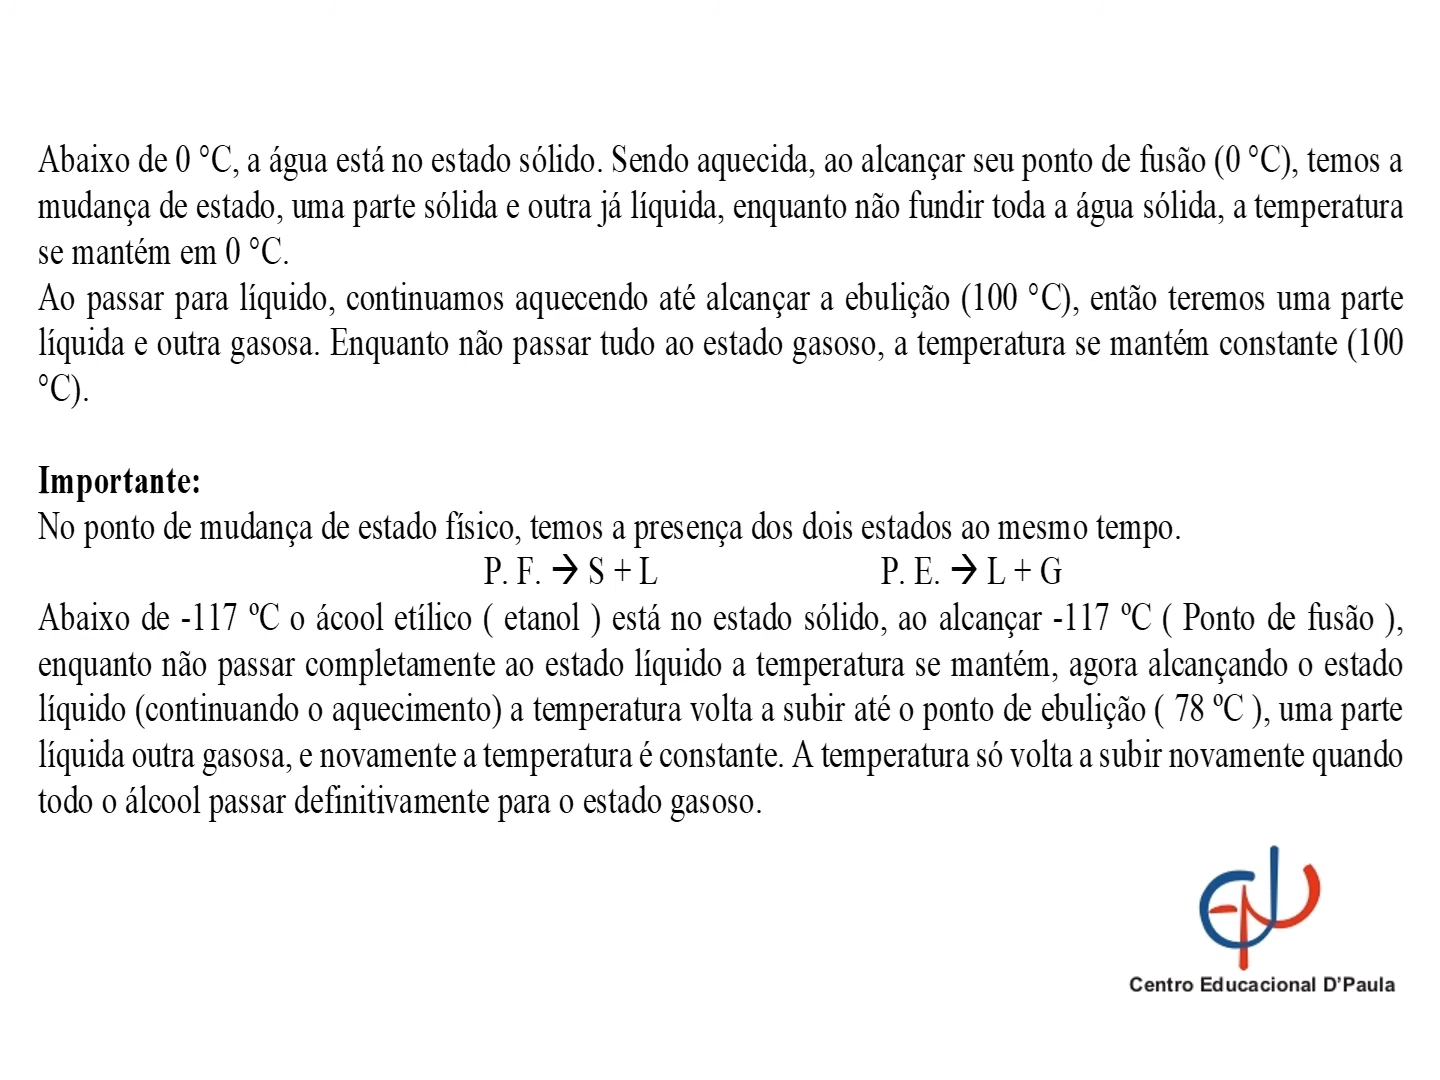 Abaixo de 0 °C, a água está no estado sólido. Sendo aquecida, ao alcançar seu ponto de fusão (0 °C), temos a
mudança de estado, uma parte sólida e outra já líquida, enquanto não fundir toda a água sólida, a temperatura
se mantém em 0 °C.
Ao passar para líquido, continuamos aquecendo até alcançar a ebulição (100 °C), então teremos uma parte
líquida e outra gasosa. Enquanto não passar tudo ao estado gasoso, a temperatura se mantém constante (100
°C).
Importante:
No ponto de mudança de estado físico, temos a presença dos dois estados ao mesmo tempo.
P. F. → S + L P. E. → L + G
Abaixo de -117 ºC o ácool etílico ( etanol ) está no estado sólido, ao alcançar -117 ºC ( Ponto de fusão ),
enquanto não passar completamente ao estado líquido a temperatura se mantém, agora alcançando o estado
líquido (continuando o aquecimento) a temperatura volta a subir até o ponto de ebulição ( 78 ºC ), uma parte
líquida outra gasosa, e novamente a temperatura é constante. A temperatura só volta a subir novamente quando
todo o álcool passar definitivamente para o estado gasoso.
Centro Educacional D’Paula